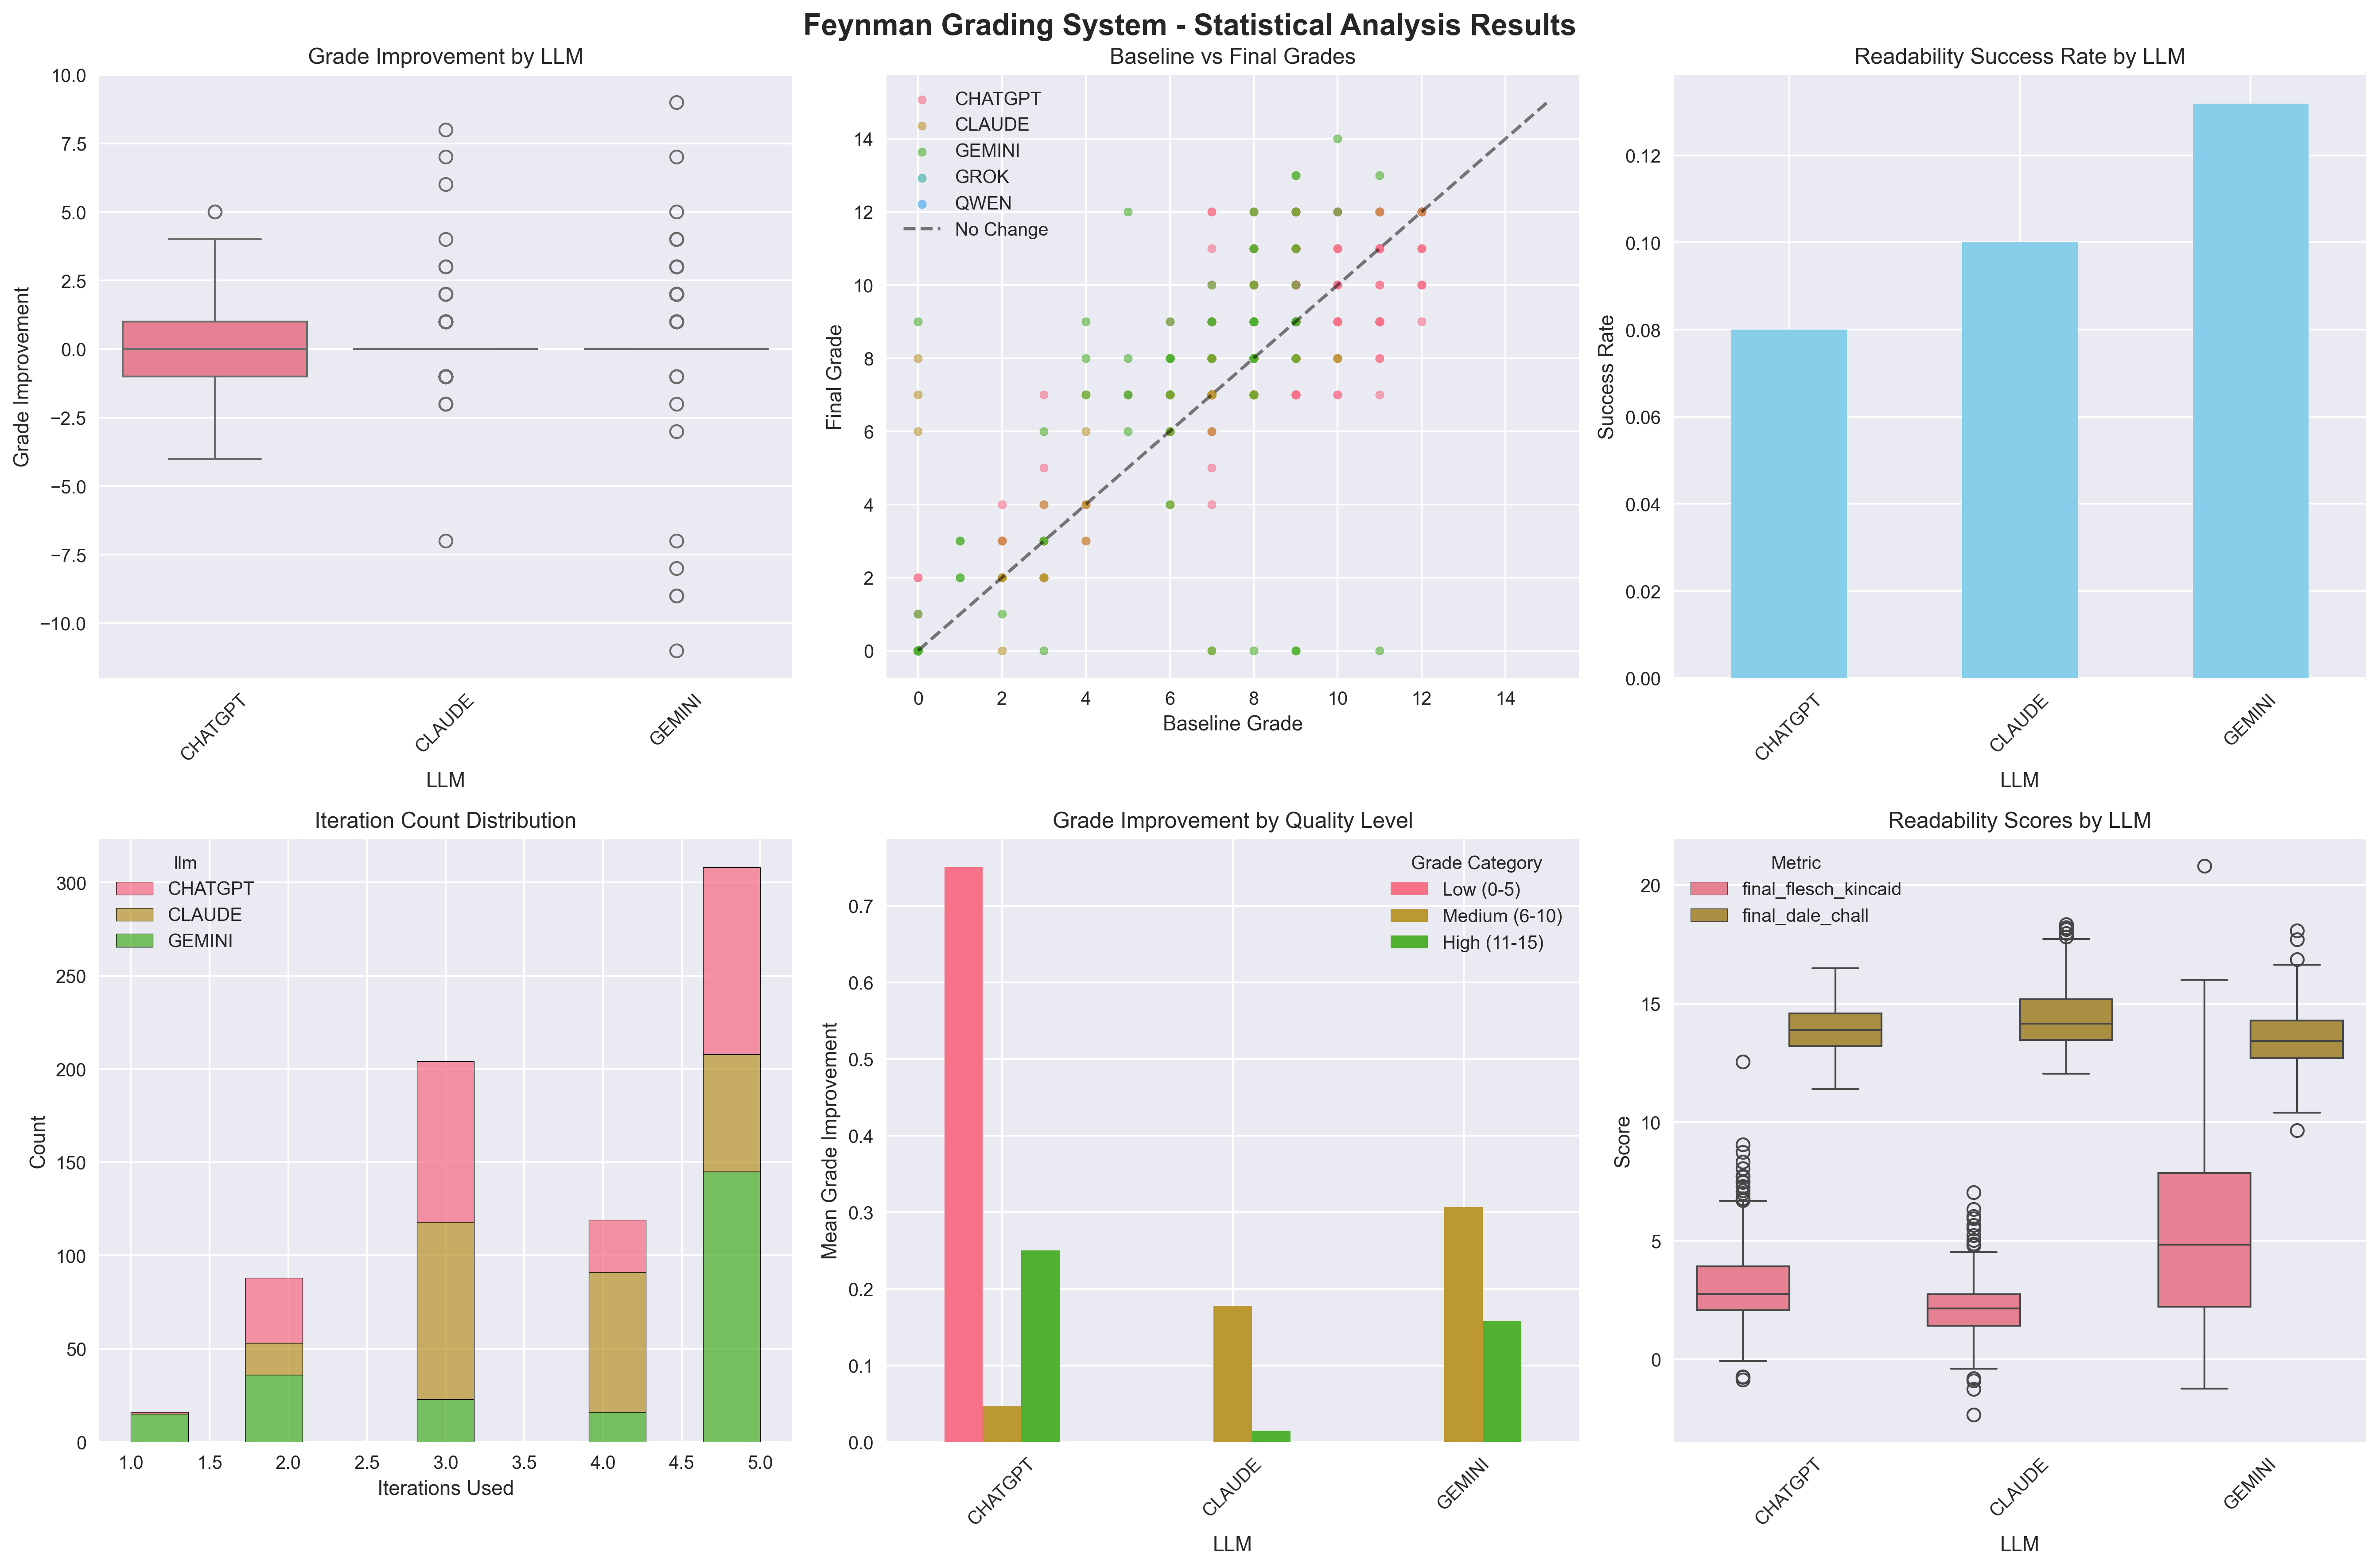 Feynman Grading System - Statistical Analysis Results
Grade Improvement by LLM
10.0
7.5
5.0
2.5
0.0
−2.5
−5.0
−7.5
−10.0
Grade Improvement
CHATGPT
CLAUDE
GEMINI
LLM
Baseline vs Final Grades
CHATGPT
CLAUDE
GEMINI
GROK
QWEN
No Change
14
12
10
8
6
4
2
0
Final Grade
0 2 4 6 8 10 12 14
Baseline Grade
Readability Success Rate by LLM
0.12
0.10
0.08
0.06
0.04
0.02
0.00
Success Rate
CHATGPT
CLAUDE
GEMINI
LLM
Iteration Count Distribution
llm
CHATGPT
CLAUDE
GEMINI
300
250
200
150
100
50
0
Count
1.0 1.5 2.0 2.5 3.0 3.5 4.0 4.5 5.0
Iterations Used
Grade Improvement by Quality Level
Grade Category
Low (0-5)
Medium (6-10)
High (11-15)
0.7
0.6
0.5
0.4
0.3
0.2
0.1
0.0
Mean Grade Improvement
CHATGPT
CLAUDE
GEMINI
LLM
Readability Scores by LLM
Metric
final_flesch_kincaid
final_dale_chall
20
15
10
5
0
Score
CHATGPT
CLAUDE
GEMINI
LLM